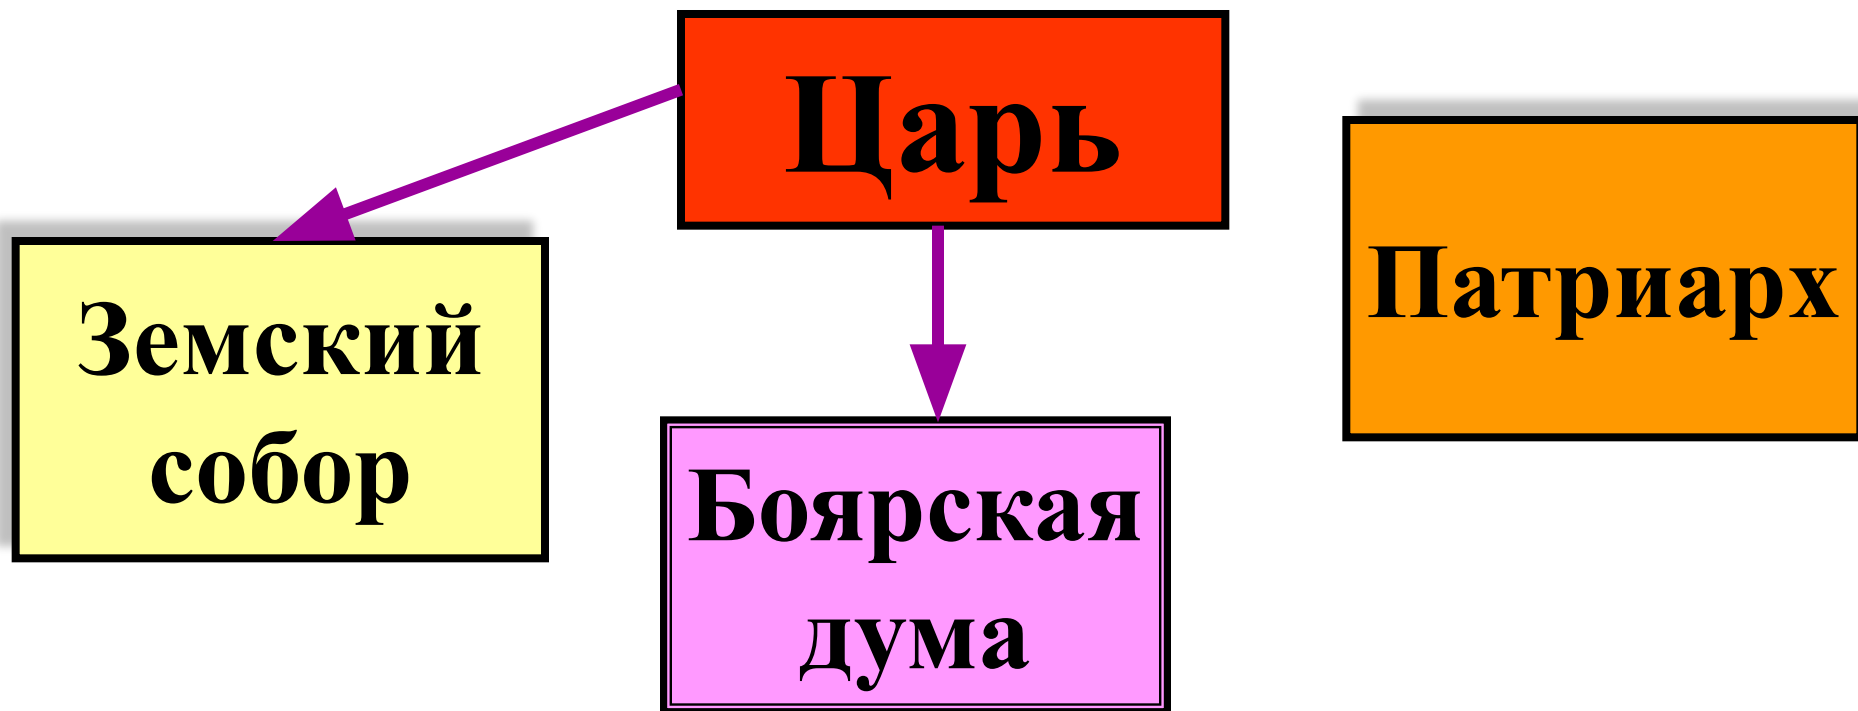 Царь
Патриарх
Земский
собор
Боярская
дума